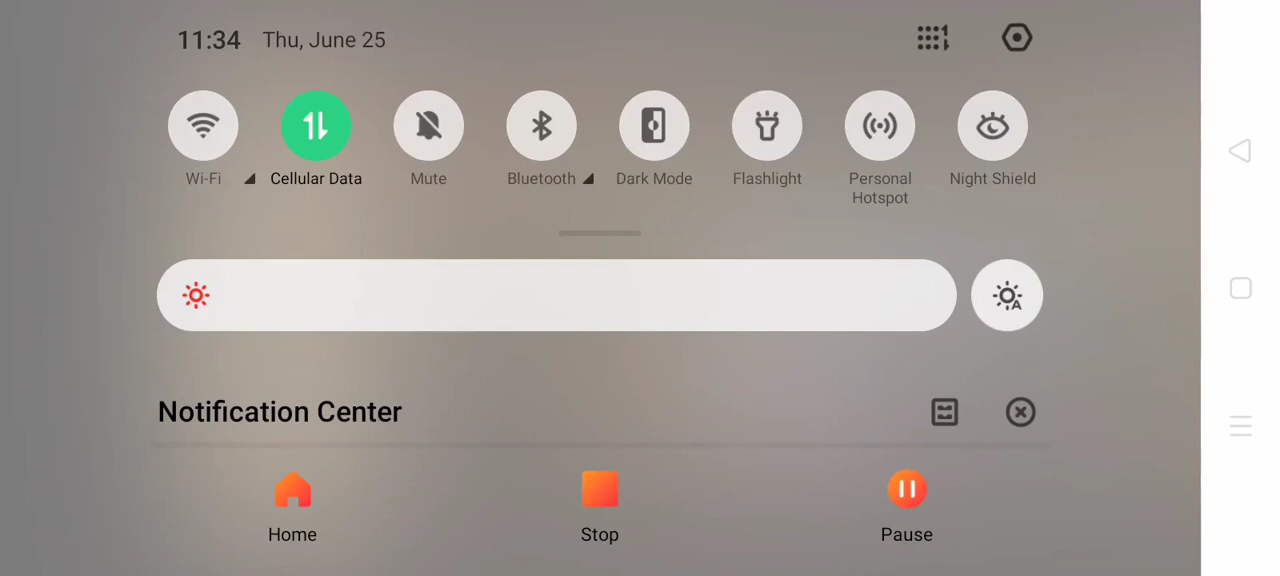 11:34 Thu, June 25
Wi-Fi Cellular Data Mute Bluetooth Dark Mode Flashlight Personal Hotspot Night Shield
Notification Center
Home Stop Pause